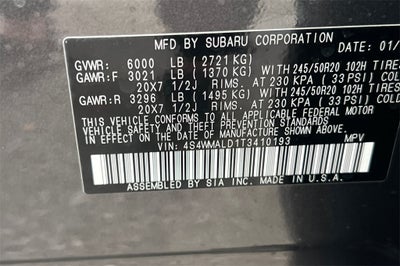 MFD BY SUBARU CORPORATION DATE: 01/
GVWR: 6000 LB (2721 KG)
GAWR:F 3021 LB (1370 KG) WITH 245/50R20 102H TIRES
20X7 1/2J RIMS. AT 230 KPA ( 33 PSI) COLD
GAWR:R 3296 LB (1495 KG) WITH 245/50R20 102H TIRE
20X7 1/2J RIMS. AT 230 KPA ( 33 PSI) COLD
THIS VEHICLE CONFORMS TO ALL APPLICABLE FEDERAL MOTOR
VEHICLE SAFETY, BUMPER, AND THEFT PREVENTION STANDARDS
IN EFFECT ON THE DATE OF MANUFACTURE SHOWN ABOVE.
VIN: 4S4WMALD1T3410193 MPV
ASSEMBLED BY SIA INC. MADE IN U.S.A.